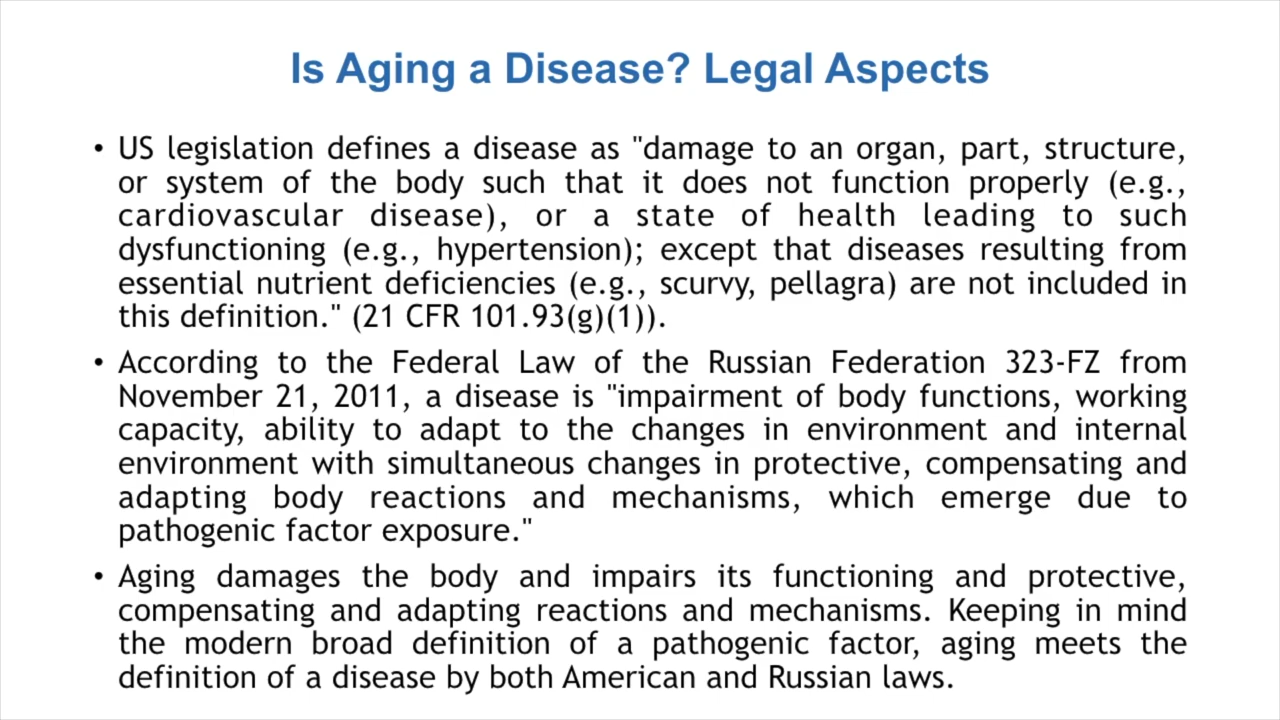 Is Aging a Disease? Legal Aspects
• US legislation defines a disease as "damage to an organ, part, structure,
or system of the body such that it does not function properly (e.g.,
cardiovascular disease), or a state of health leading to such
dysfunctioning (e.g., hypertension); except that diseases resulting from
essential nutrient deficiencies (e.g., scurvy, pellagra) are not included in
this definition." (21 CFR 101.93(g)(1)).
• According to the Federal Law of the Russian Federation 323-FZ from
November 21, 2011, a disease is "impairment of body functions, working
capacity, ability to adapt to the changes in environment and internal
environment with simultaneous changes in protective, compensating and
adapting body reactions and mechanisms, which emerge due to
pathogenic factor exposure."
• Aging damages the body and impairs its functioning and protective,
compensating and adapting reactions and mechanisms. Keeping in mind
the modern broad definition of a pathogenic factor, aging meets the
definition of a disease by both American and Russian laws.